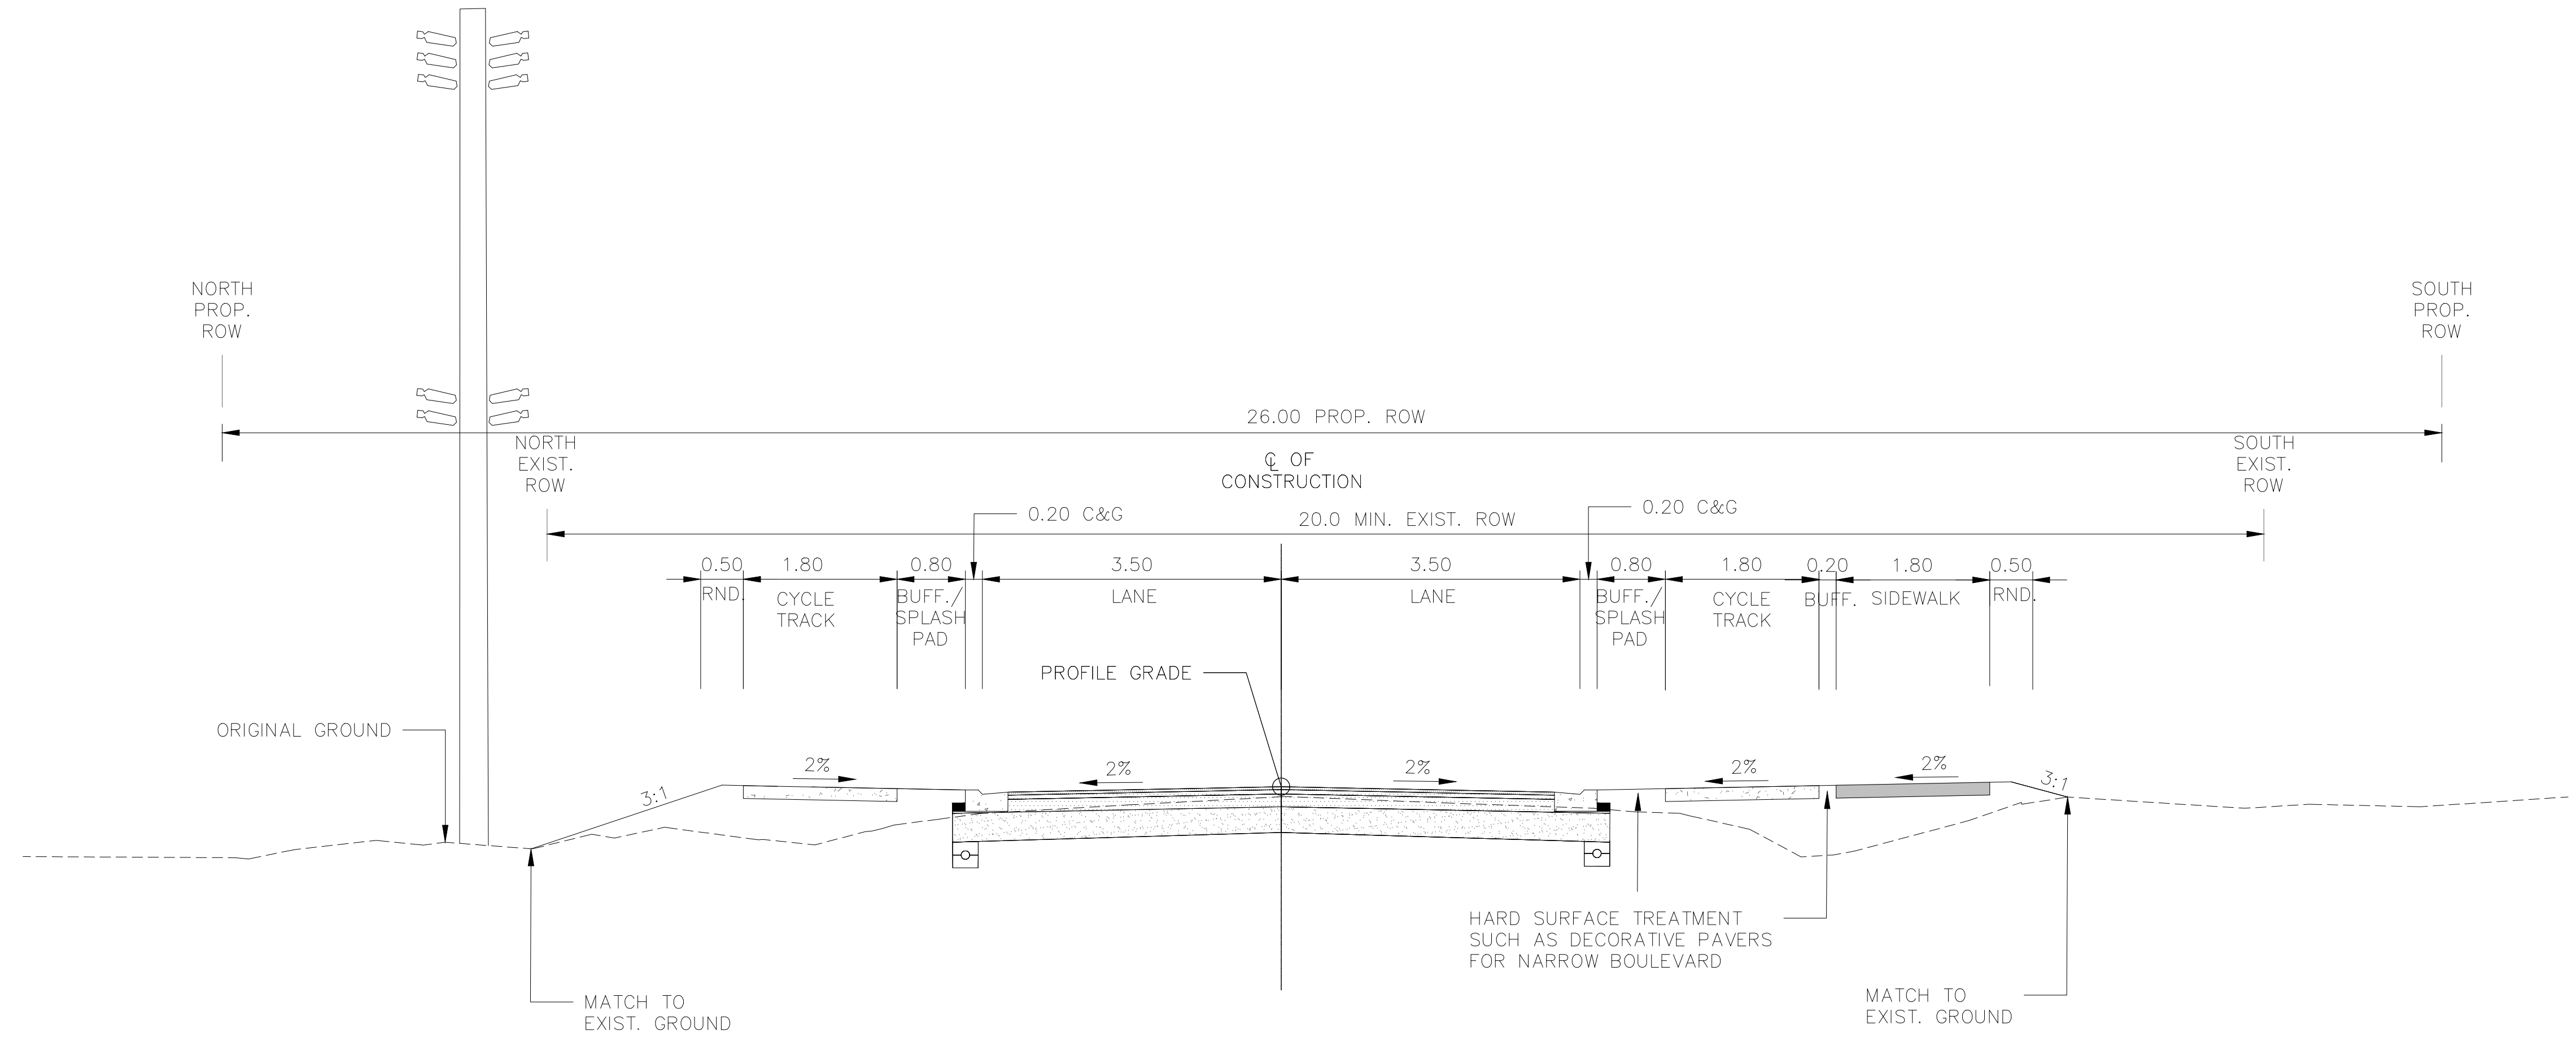 NORTH
PROP.
ROW
SOUTH
PROP.
ROW
26.00 PROP. ROW
NORTH
EXIST.
ROW
SOUTH
EXIST.
ROW
℄ OF
CONSTRUCTION
0.20 C&G
20.0 MIN. EXIST. ROW
0.20 C&G
0.50
RND.
1.80
CYCLE
TRACK
0.80
BUFF./
SPLASH
PAD
3.50
LANE
3.50
LANE
0.80
BUFF./
SPLASH
PAD
1.80
CYCLE
TRACK
0.20
BUFF.
1.80
SIDEWALK
0.50
RND.
PROFILE GRADE
ORIGINAL GROUND
3:1
2%
2%
2%
2%
2%
3:1
HARD SURFACE TREATMENT
SUCH AS DECORATIVE PAVERS
FOR NARROW BOULEVARD
MATCH TO
EXIST. GROUND
MATCH TO
EXIST. GROUND